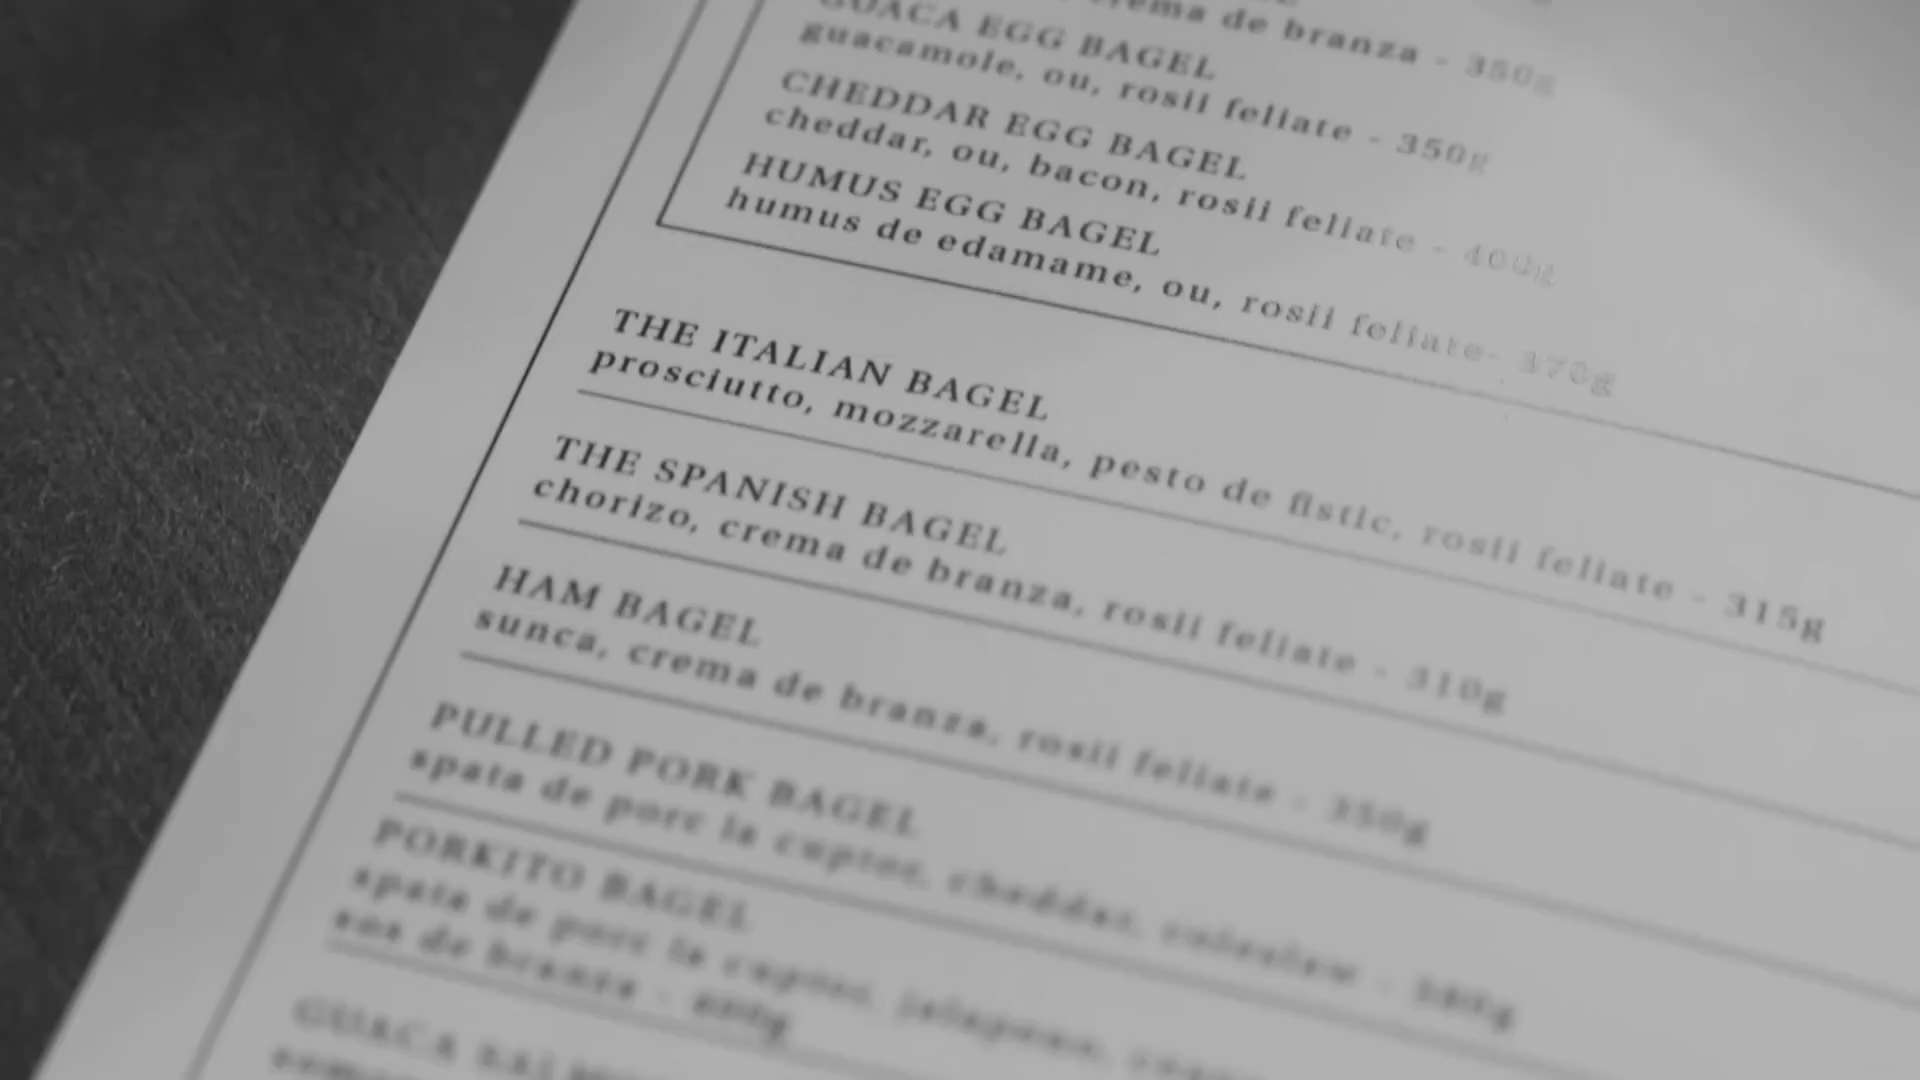 crema de branza - 350g
GUACA EGG BAGEL
guacamole, ou, rosii feliate - 350g
CHEDDAR EGG BAGEL
cheddar, ou, bacon, rosii feliate - 400g
HUMUS EGG BAGEL
humus de edamame, ou, rosii feliate- 370g
THE ITALIAN BAGEL
prosciutto, mozzarella, pesto de fistic, rosii feliate - 315g
THE SPANISH BAGEL
chorizo, crema de branza, rosii feliate - 310g
HAM BAGEL
sunca, crema de branza, rosii feliate - 350g
PULLED PORK BAGEL
spata de porc la cuptor, cheddar, coleslaw - 380g
PORKITO BAGEL
spata de porc la cuptor, jalapeno,
sos de branza -
GUACA